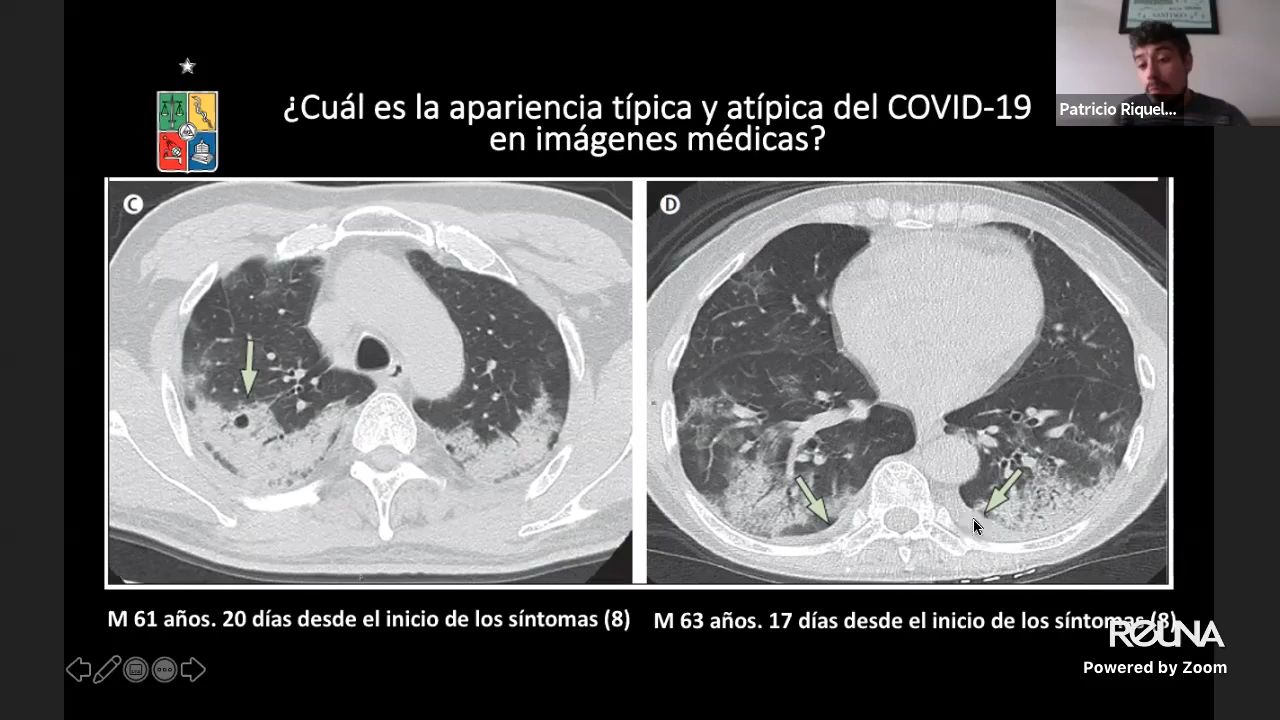 ¿Cuál es la apariencia típica y atípica del COVID-19
en imágenes médicas?
Patricio Riquel...
C
D
M 61 años. 20 días desde el inicio de los síntomas (8)
M 63 años. 17 días desde el inicio de los síntomas (8)
REUNA
Powered by Zoom